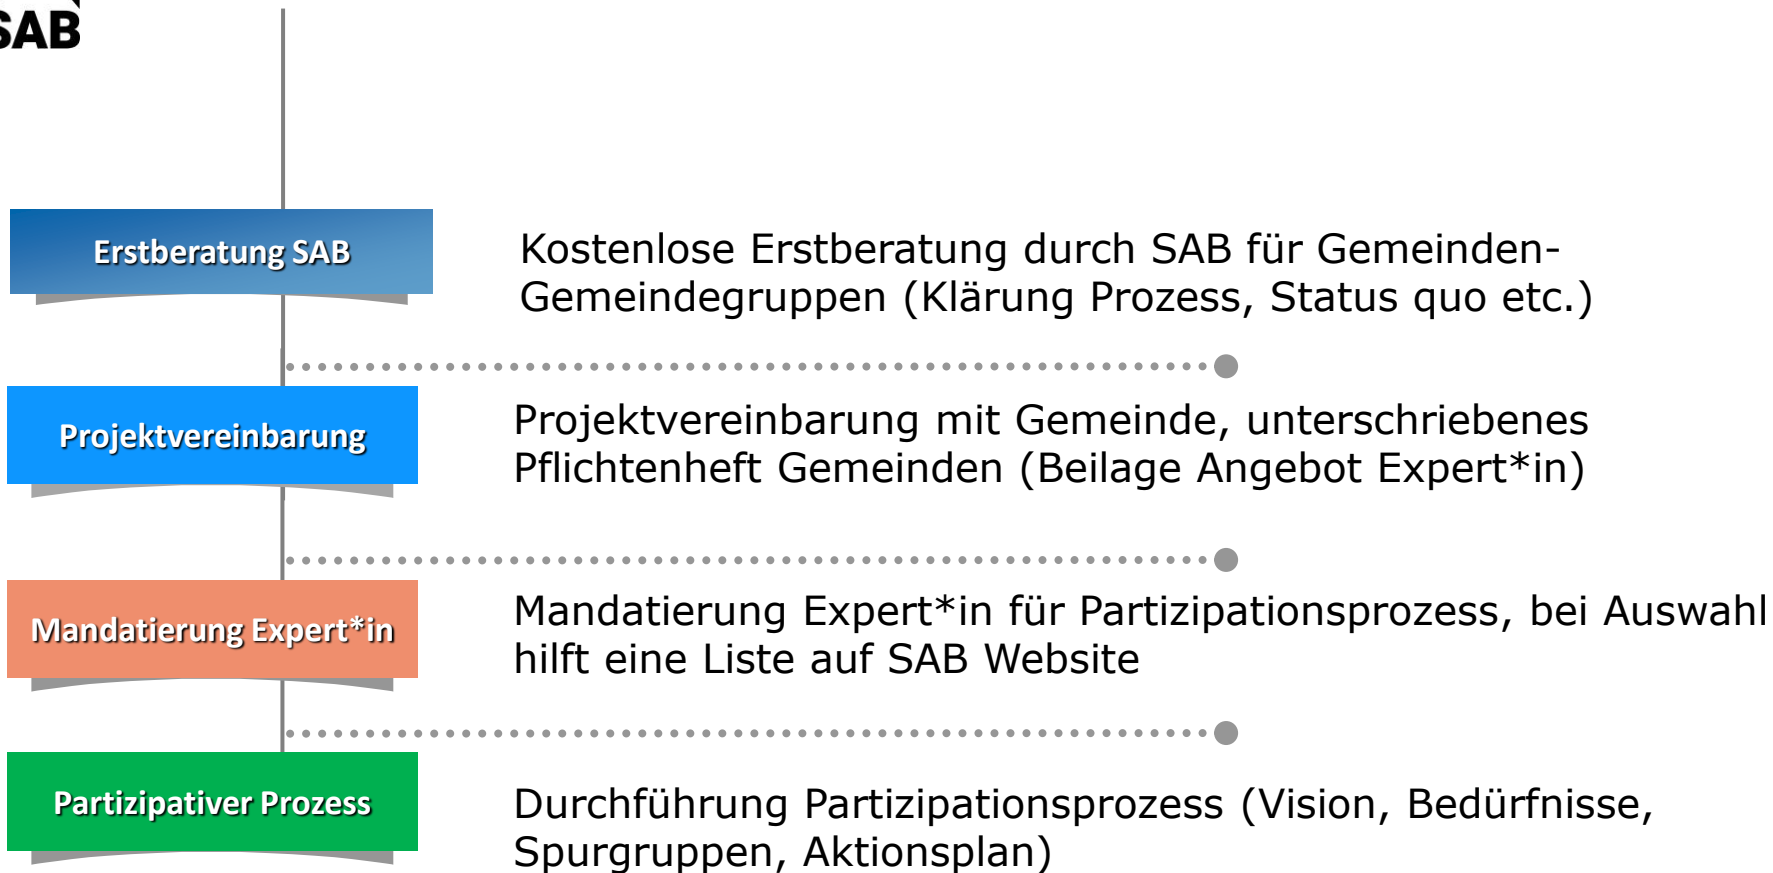 SAB
Erstberatung SAB
Kostenlose Erstberatung durch SAB für Gemeinden-
Gemeindegruppen (Klärung Prozess, Status quo etc.)
Projektvereinbarung
Projektvereinbarung mit Gemeinde, unterschriebenes
Pflichtenheft Gemeinden (Beilage Angebot Expert*in)
Mandatierung Expert*in
Mandatierung Expert*in für Partizipationsprozess, bei Auswahl
hilft eine Liste auf SAB Website
Partizipativer Prozess
Durchführung Partizipationsprozess (Vision, Bedürfnisse,
Spurgruppen, Aktionsplan)